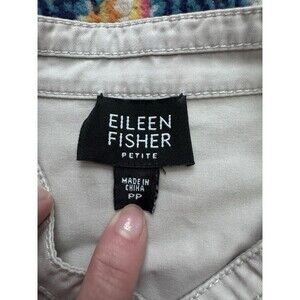 EILEEN
FISHER
PETITE
MADE IN
CHINA
PP